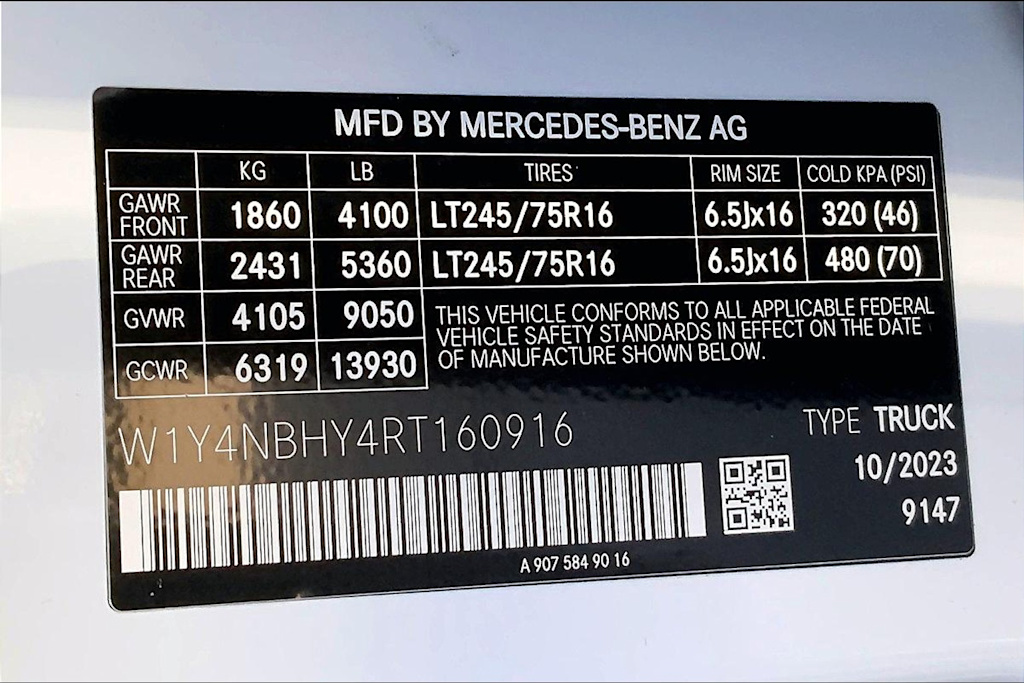 MFD BY MERCEDES-BENZ AG
KG LB TIRES RIM SIZE COLD KPA (PSI)
GAWR FRONT 1860 4100 LT245/75R16 6.5Jx16 320 (46)
GAWR REAR 2431 5360 LT245/75R16 6.5Jx16 480 (70)
GVWR 4105 9050
GCWR 6319 13930
THIS VEHICLE CONFORMS TO ALL APPLICABLE FEDERAL
VEHICLE SAFETY STANDARDS IN EFFECT ON THE DATE
OF MANUFACTURE SHOWN BELOW.
W1Y4NBHY4RT160916
TYPE TRUCK
10/2023
9147
A 907 584 90 16